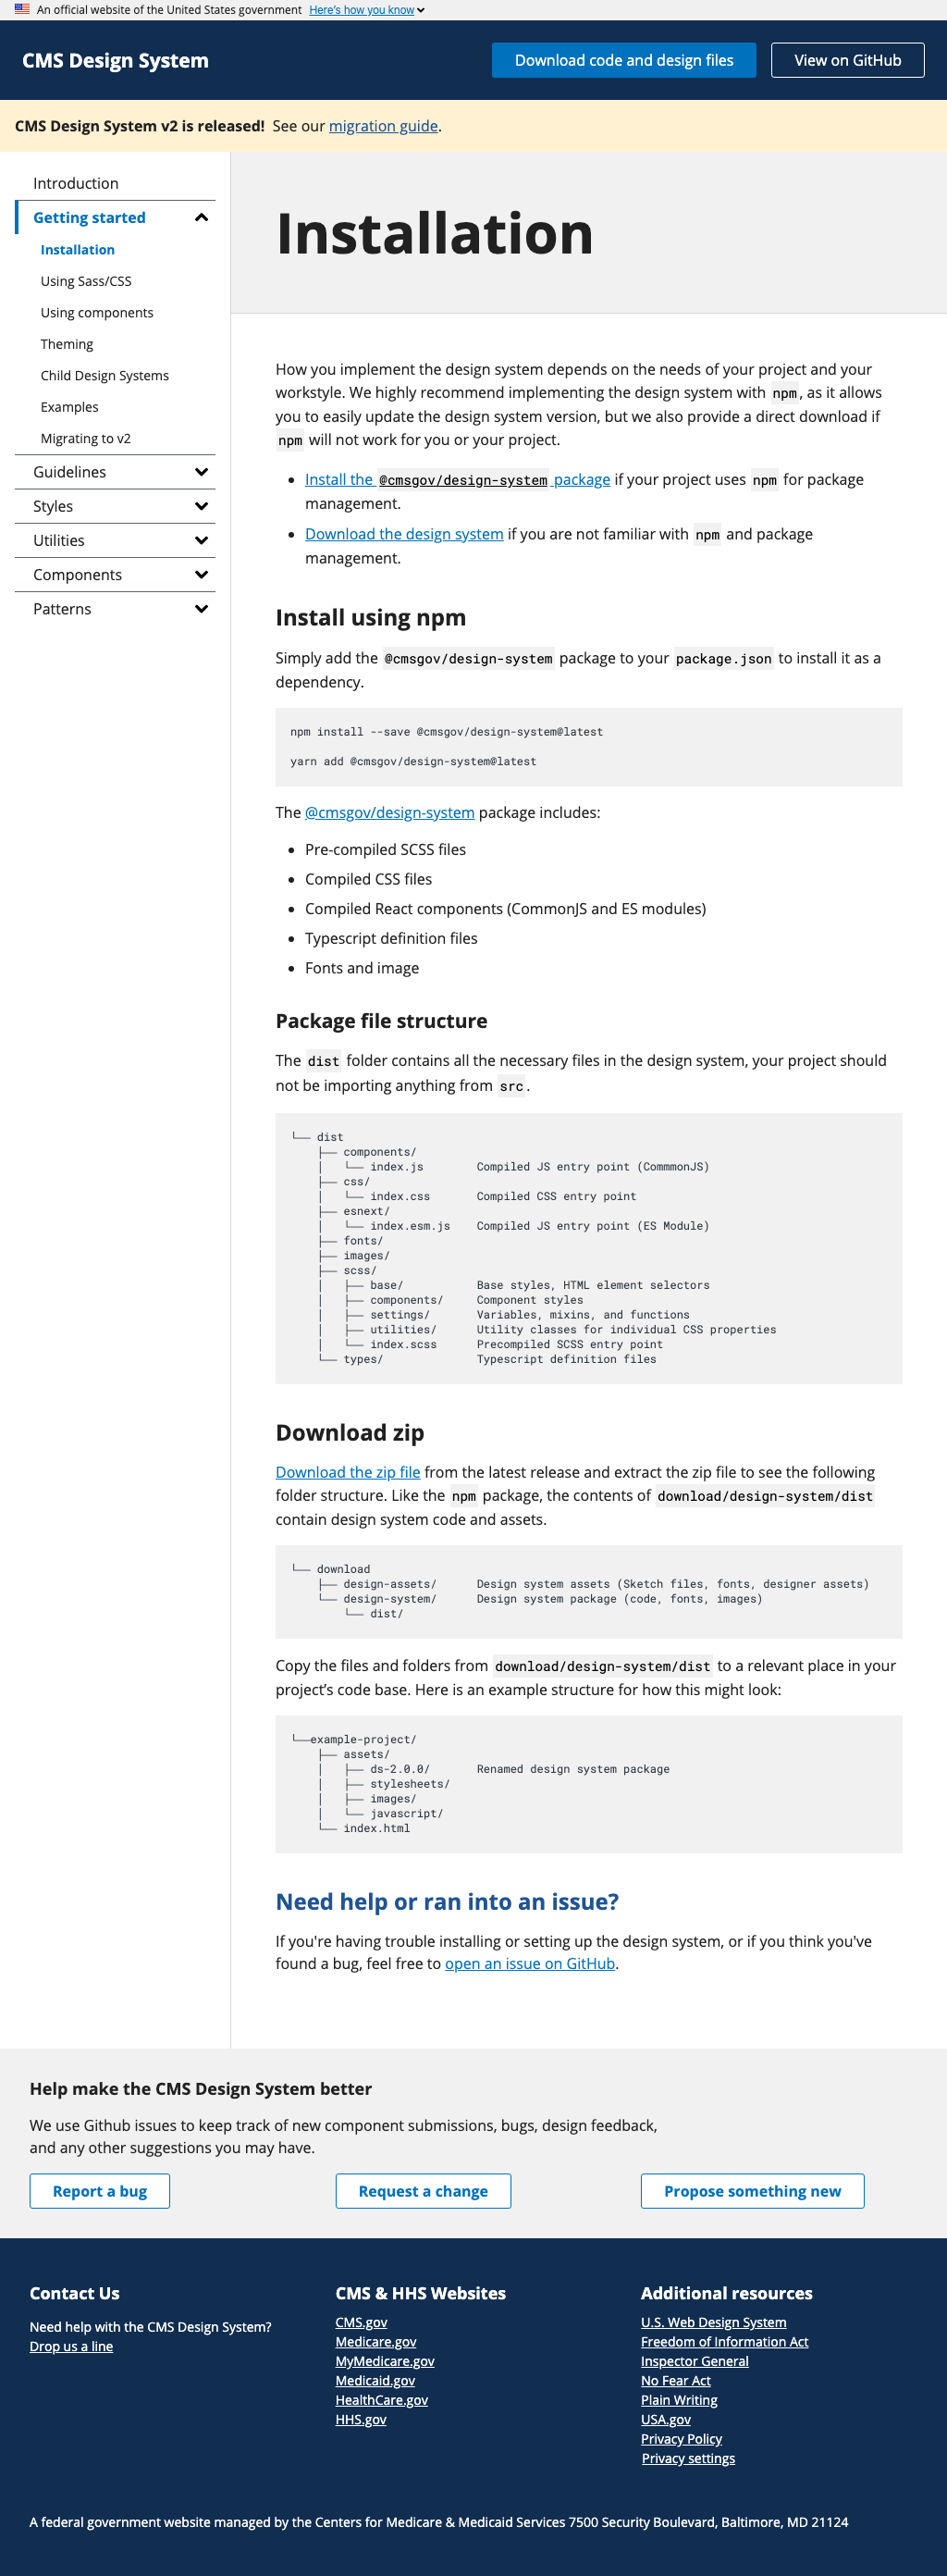 An official website of the United States government Here's how you know
CMS Design System
Download code and design files
View on GitHub
CMS Design System v2 is released! See our migration guide.
Introduction
Getting started
Installation
Using Sass/CSS
Using components
Theming
Child Design Systems
Examples
Migrating to v2
Guidelines
Styles
Utilities
Components
Patterns
Installation
How you implement the design system depends on the needs of your project and your
workstyle. We highly recommend implementing the design system with npm, as it allows
you to easily update the design system version, but we also provide a direct download if
npm will not work for you or your project.
• Install the @cmsgov/design-system package if your project uses npm for package
management.
• Download the design system if you are not familiar with npm and package
management.
Install using npm
Simply add the @cmsgov/design-system package to your package.json to install it as a
dependency.
npm install --save @cmsgov/design-system@latest
yarn add @cmsgov/design-system@latest
The @cmsgov/design-system package includes:
• Pre-compiled SCSS files
• Compiled CSS files
• Compiled React components (CommonJS and ES modules)
• Typescript definition files
• Fonts and image
Package file structure
The dist folder contains all the necessary files in the design system, your project should
not be importing anything from src.
└── dist
    ├── components/
    │   └── index.js        Compiled JS entry point (CommmonJS)
    ├── css/
    │   └── index.css       Compiled CSS entry point
    ├── esnext/
    │   └── index.esm.js    Compiled JS entry point (ES Module)
    ├── fonts/
    ├── images/
    ├── scss/
    │   ├── base/           Base styles, HTML element selectors
    │   ├── components/     Component styles
    │   ├── settings/       Variables, mixins, and functions
    │   ├── utilities/      Utility classes for individual CSS properties
    │   └── index.scss      Precompiled SCSS entry point
    └── types/              Typescript definition files
Download zip
Download the zip file from the latest release and extract the zip file to see the following
folder structure. Like the npm package, the contents of download/design-system/dist
contain design system code and assets.
└── download
    ├── design-assets/      Design system assets (Sketch files, fonts, designer assets)
    └── design-system/      Design system package (code, fonts, images)
        └── dist/
Copy the files and folders from download/design-system/dist to a relevant place in your
project’s code base. Here is an example structure for how this might look:
└──example-project/
    ├── assets/
    │   ├── ds-2.0.0/       Renamed design system package
    │   ├── stylesheets/
    │   ├── images/
    │   └── javascript/
    └── index.html
Need help or ran into an issue?
If you're having trouble installing or setting up the design system, or if you think you've
found a bug, feel free to open an issue on GitHub.
Help make the CMS Design System better
We use Github issues to keep track of new component submissions, bugs, design feedback,
and any other suggestions you may have.
Report a bug
Request a change
Propose something new
Contact Us
Need help with the CMS Design System?
Drop us a line
CMS & HHS Websites
CMS.gov
Medicare.gov
MyMedicare.gov
Medicaid.gov
HealthCare.gov
HHS.gov
Additional resources
U.S. Web Design System
Freedom of Information Act
Inspector General
No Fear Act
Plain Writing
USA.gov
Privacy Policy
Privacy settings
A federal government website managed by the Centers for Medicare & Medicaid Services 7500 Security Boulevard, Baltimore, MD 21124